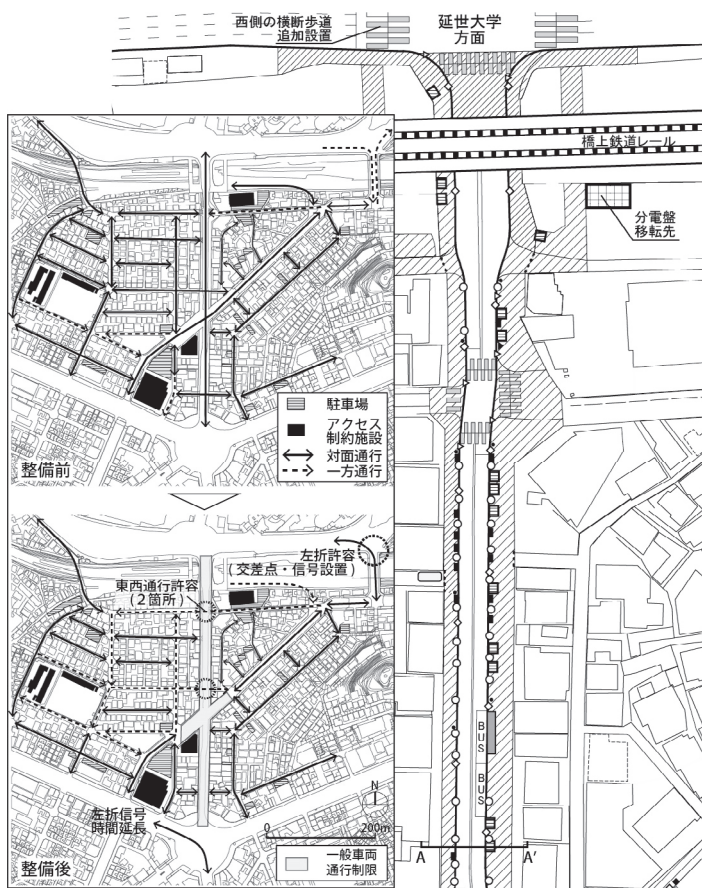 西側の横断歩道
追加設置
延世大学
方面
橋上鉄道レール
分電盤
移転先
駐車場
アクセス
制約施設
対面通行
一方通行
整備前
左折許容
(交差点・信号設置)
東西通行許容
(2箇所)
左折信号
時間延長
N
0
200m
一般車両
通行制限
整備後
BUS
BUS
A
A'